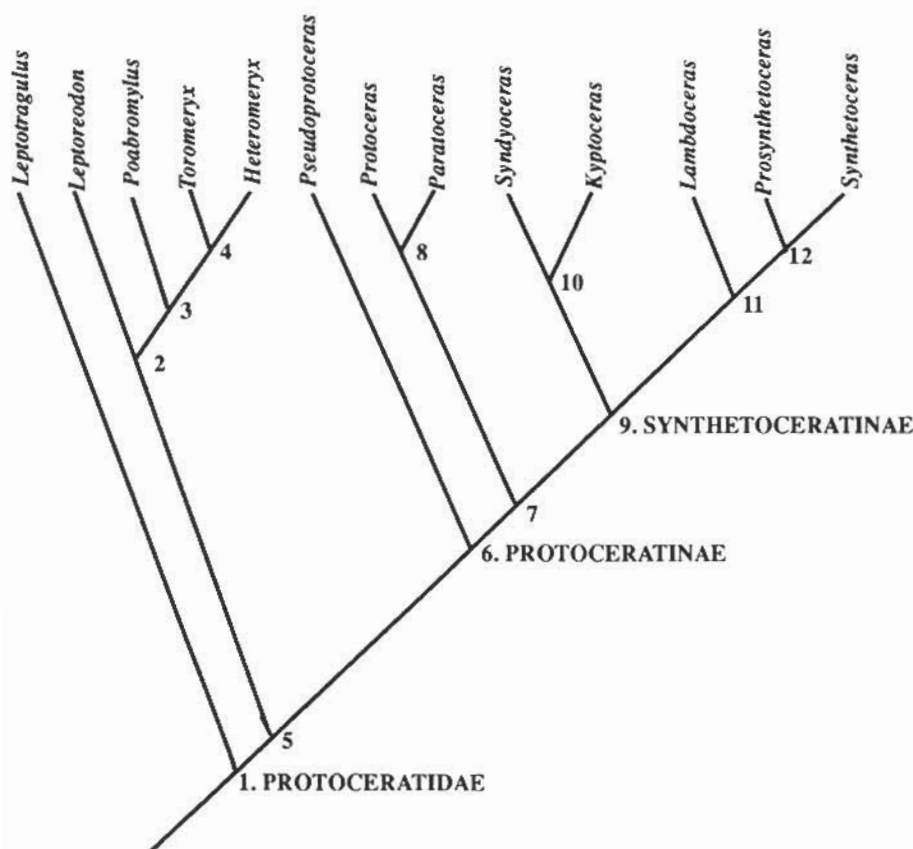 Leptotragulus
Leptoreodon
Poabromylus
Toromeryx
Heteromeryx
Pseudoprotoceras
Protoceras
Paratoceras
Syndyoceras
Kyptoceras
Lambdoceras
Prosynthetoceras
Synthetoceras
4
8
12
3
10
11
2
9. SYNTHETOCERATINAE
7
6. PROTOCERATINAE
5
1. PROTOCERATIDAE